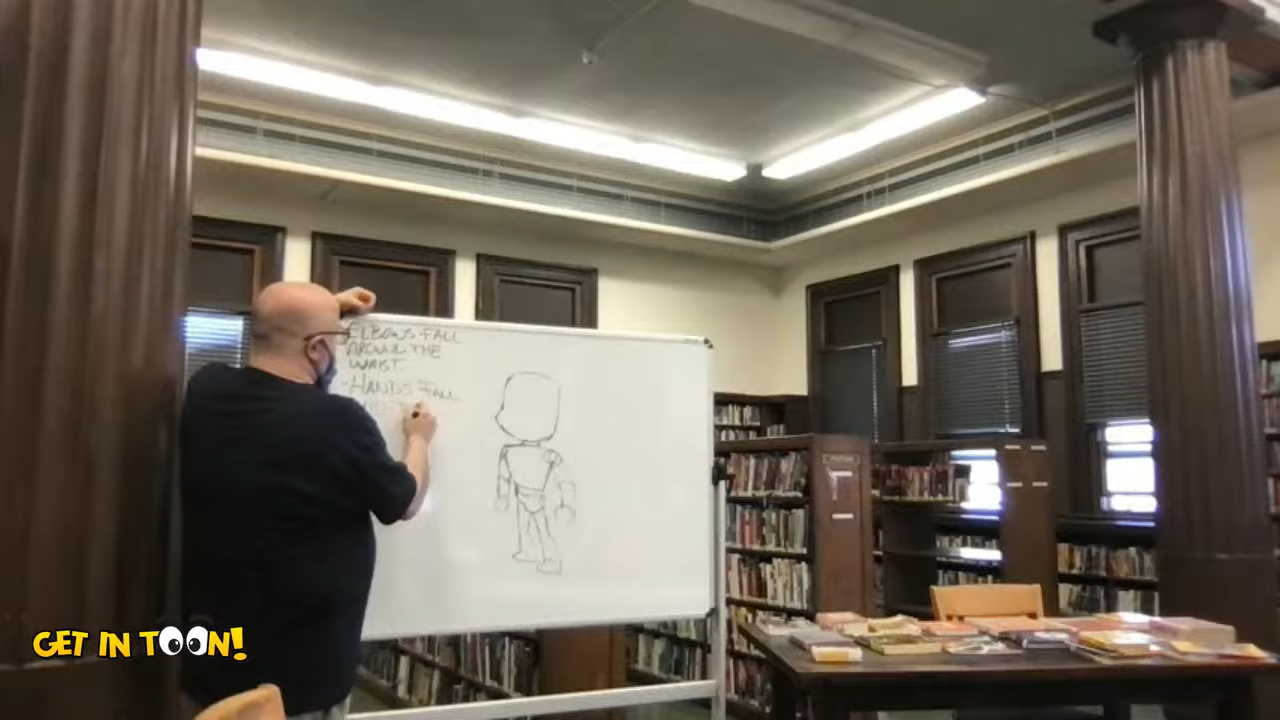 ELBOWS FALL
AROUND THE
WAIST
-HANDS FALL
GET IN TOON!